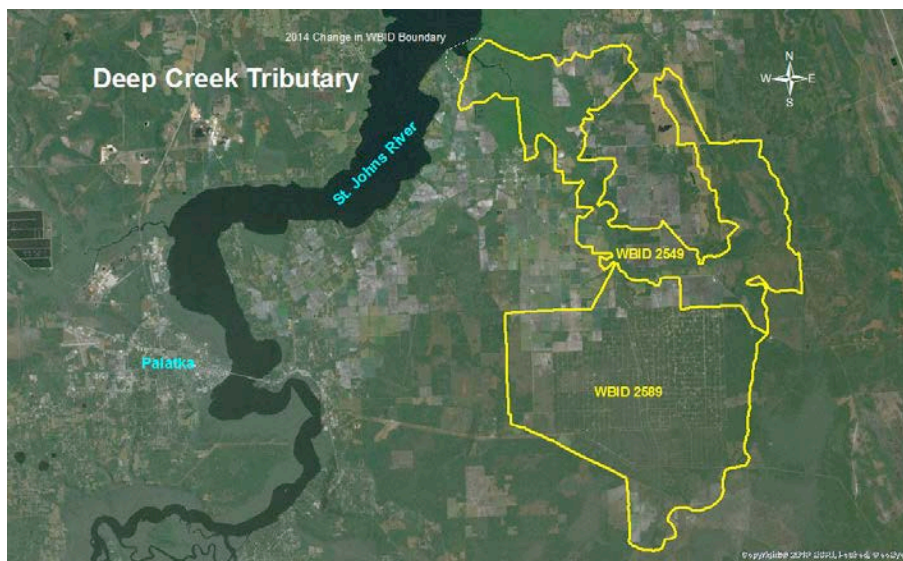 2014 Change in WBID Boundary
Deep Creek Tributary
N
W E
S
St. Johns River
WBID 2549
Palatka
WBID 2589